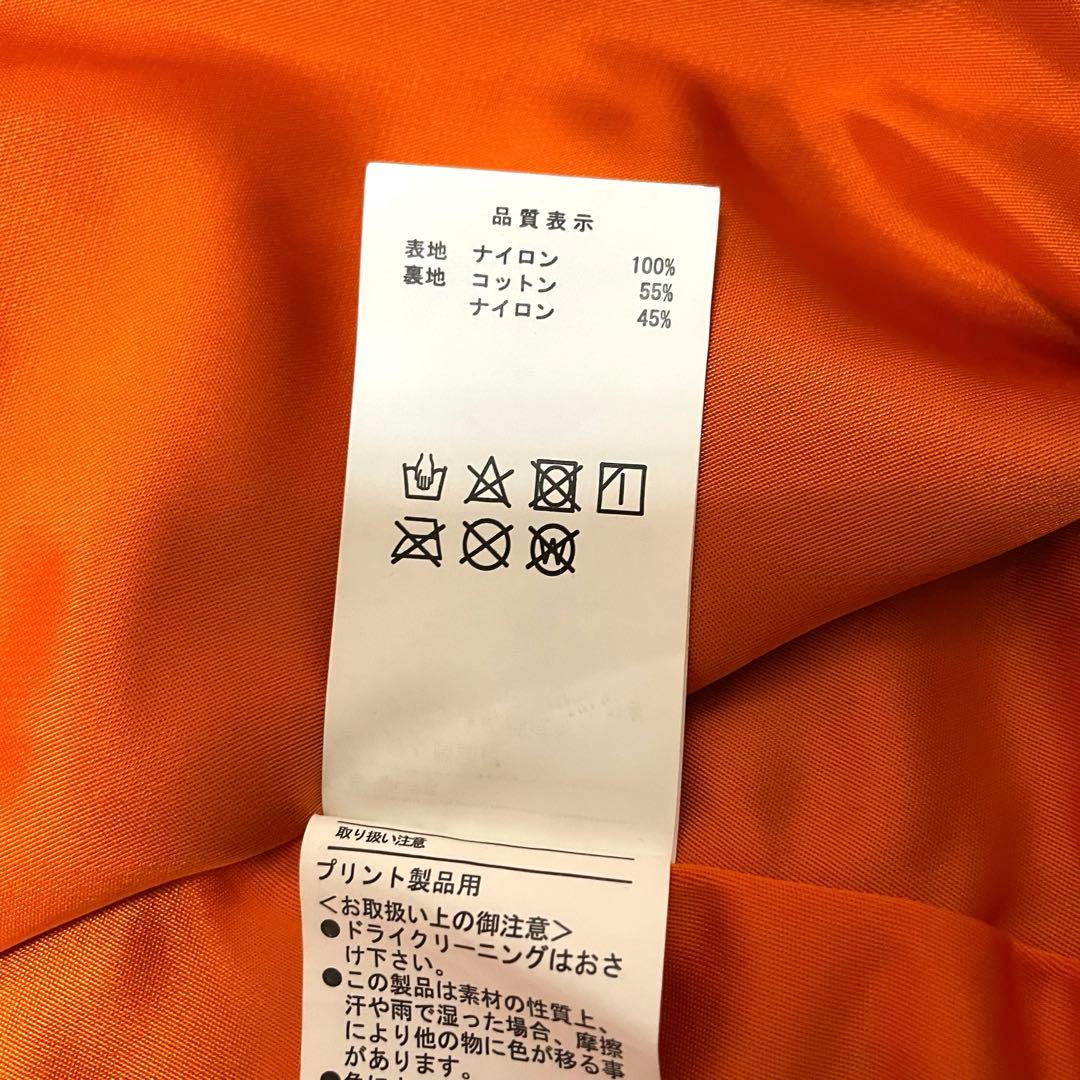 品質表示
表地 ナイロン 100%
裏地 コットン 55%
ナイロン 45%
W
取り扱い注意
プリント製品用
＜お取扱い上の御注意＞
●ドライクリーニングはおさ
け下さい。
●この製品は素材の性質上、
汗や雨で湿った場合、摩擦
により他の物に色が移る事
があります。